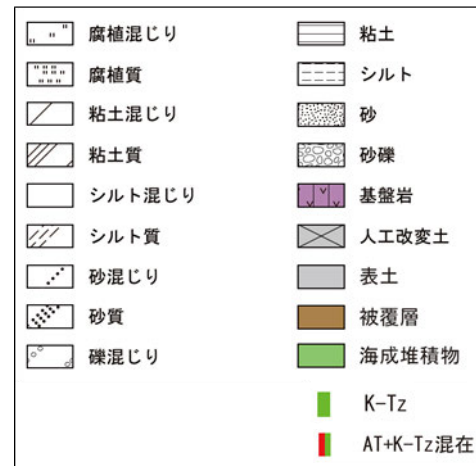 腐植混じり
腐植質
粘土混じり
粘土質
シルト混じり
シルト質
砂混じり
砂質
礫混じり
粘土
シルト
砂
砂礫
基盤岩
人工改変土
表土
被覆層
海成堆積物
K-Tz
AT+K-Tz混在